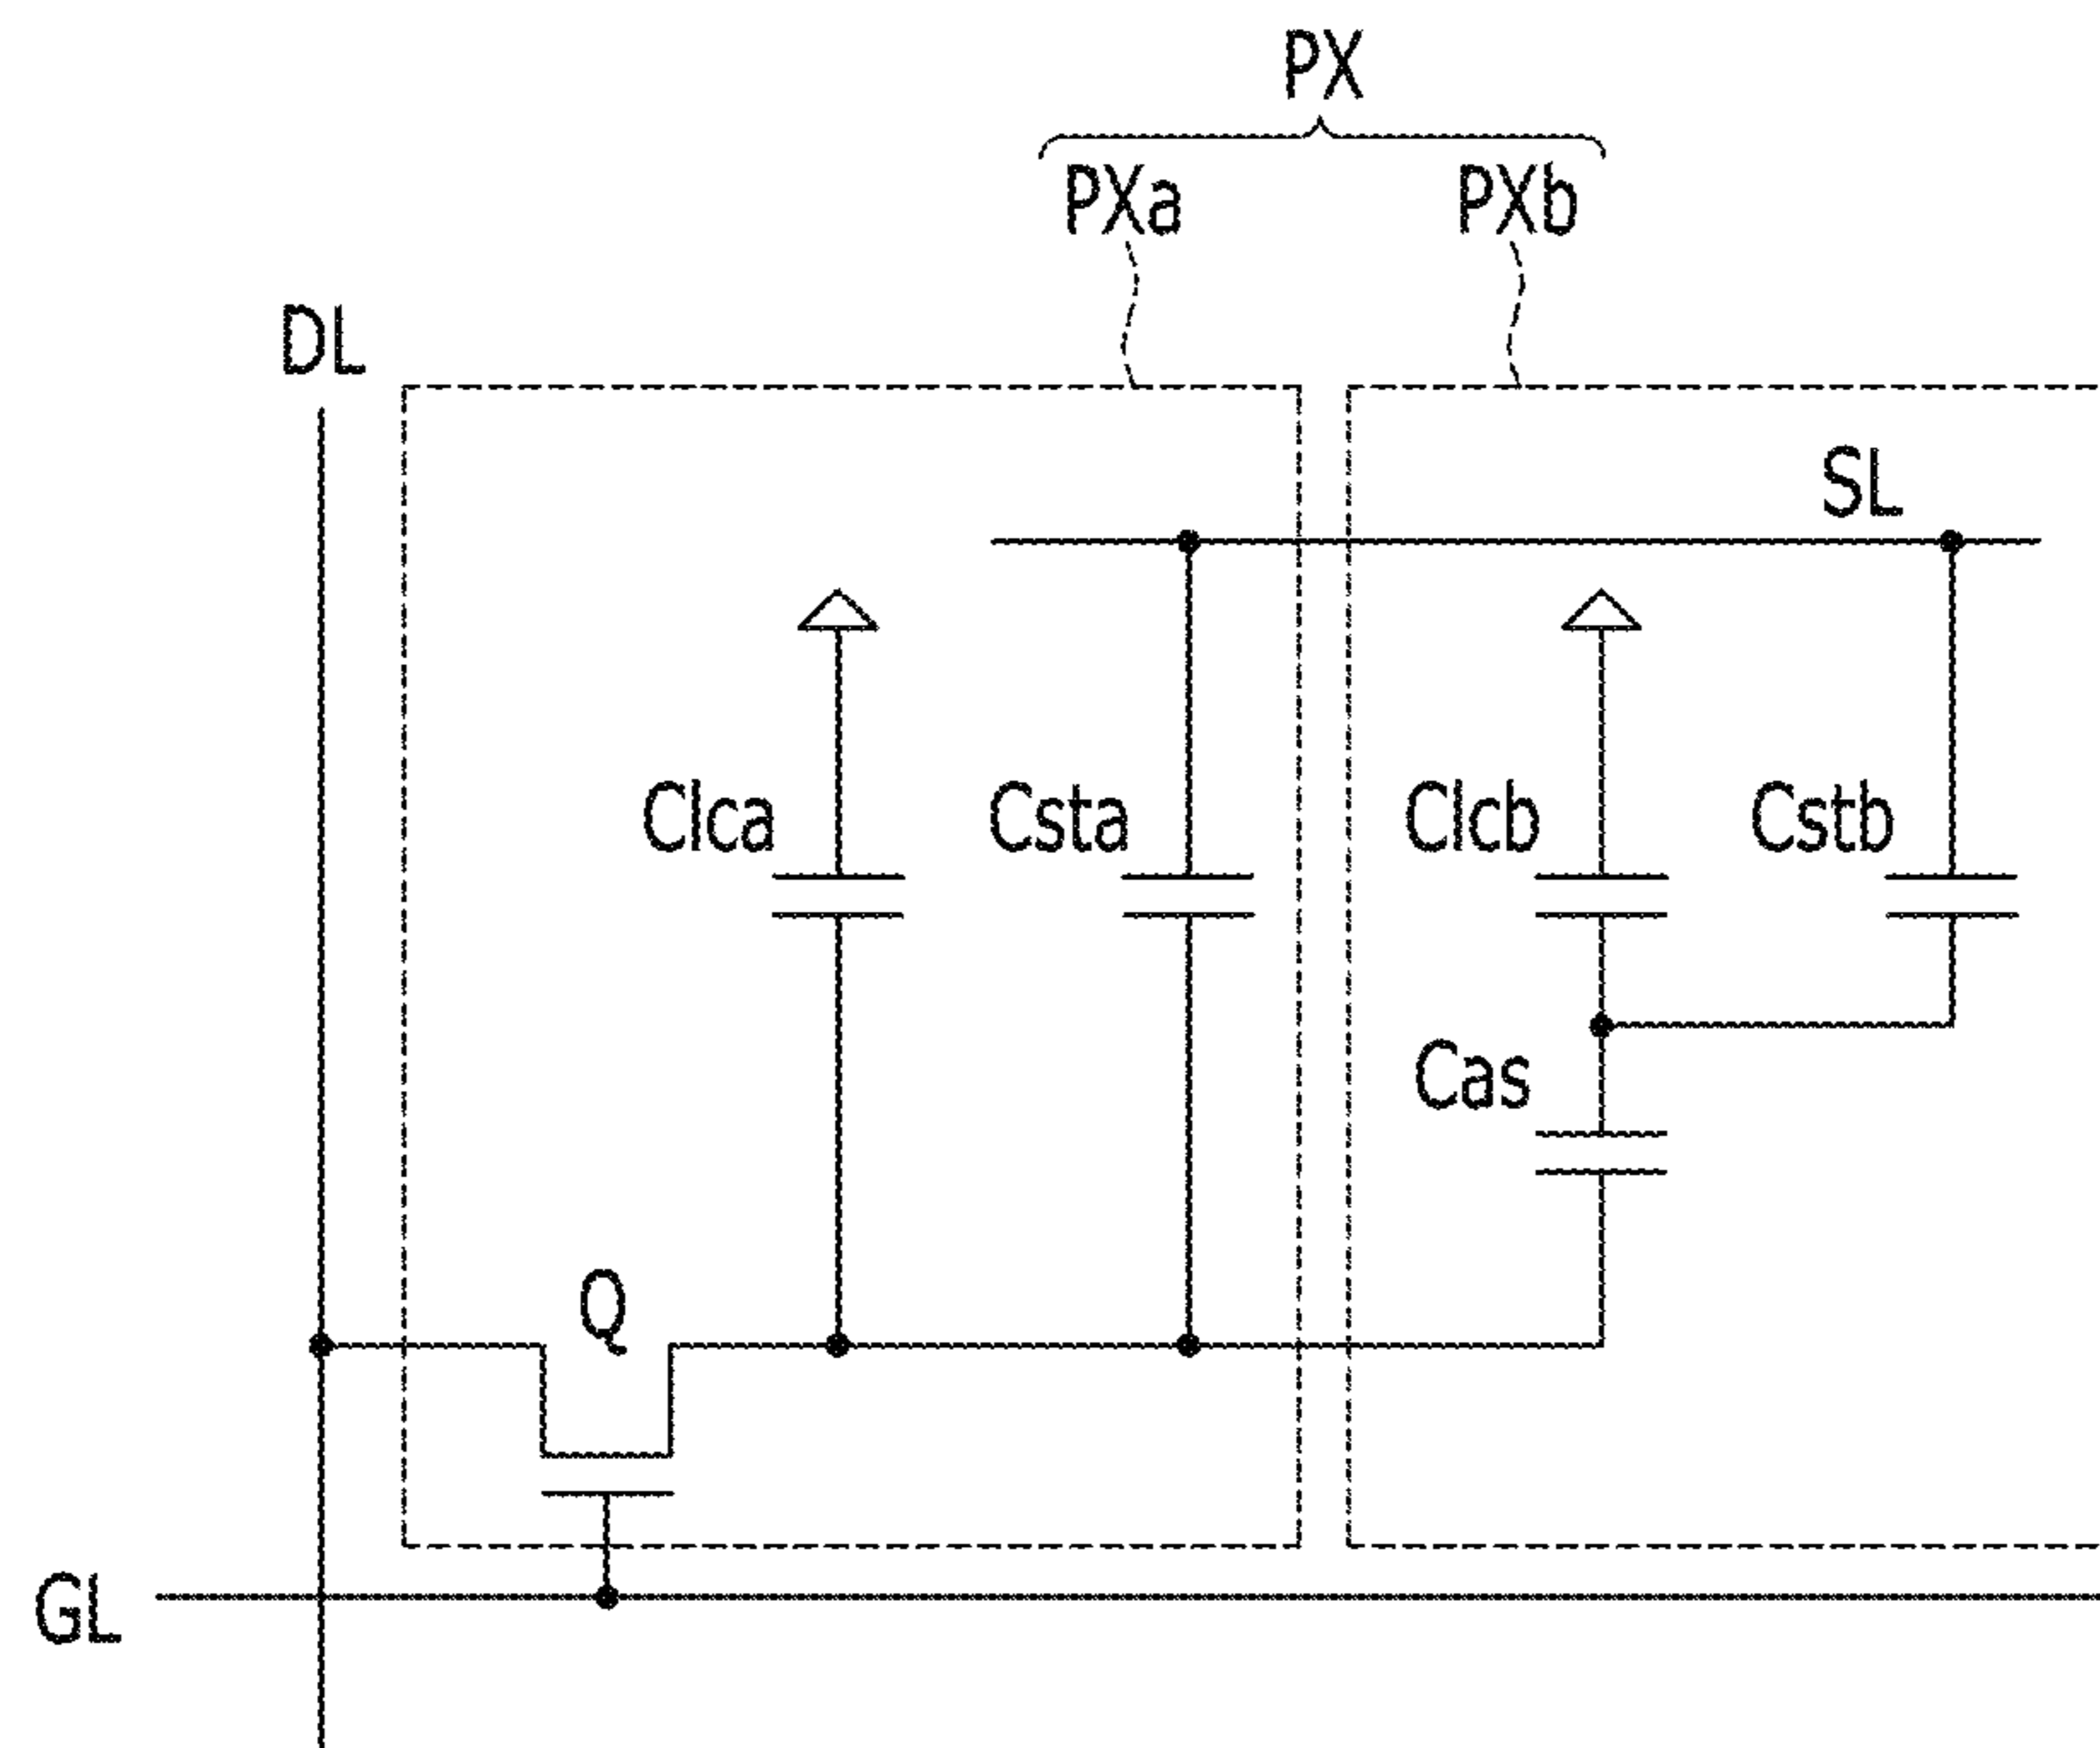 PX
PXa PXb
DL
SL
Clca Csta Clcb Cstb
Cas
Q
GL